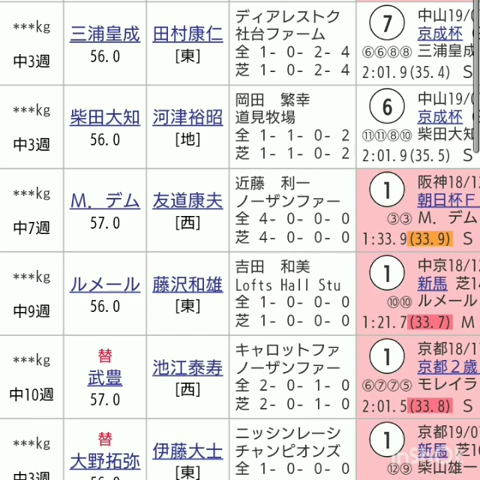 ***kg
中3週
三浦皇成
56.0
田村康仁
[東]
ディアレストク
社台ファーム
全 1- 0- 2- 4
芝 1- 0- 2- 4
7
中山19/0
京成杯
⑥⑥⑧⑧ 三浦皇成
2:01.9(35.4) S
***kg
中3週
柴田大知
56.0
河津裕昭
[地]
岡田 繁幸
道見牧場
全 1- 1- 0- 2
芝 1- 1- 0- 2
6
中山19/0
京成杯
⑪⑪⑧⑩ 柴田大知
2:01.9(35.5) S
***kg
中7週
M. デム
57.0
友道康夫
[西]
近藤 利一
ノーザンファー
全 4- 0- 0- 0
芝 4- 0- 0- 0
1
阪神18/1
朝日杯F
③③ M. デム
1:33.9(33.9) S
***kg
中9週
ルメール
56.0
藤沢和雄
[東]
吉田 和美
Lofts Hall Stu
全 1- 0- 0- 0
芝 1- 0- 0- 0
1
中京18/1
新馬 芝1
⑩⑩ ルメール
1:21.7(33.7) M
***kg
中10週
替
武豊
57.0
池江泰寿
[西]
キャロットファ
ノーザンファー
全 2- 0- 1- 0
芝 2- 0- 1- 0
1
京都18/1
京都2歳
⑥⑦⑦⑤ モレイラ
2:01.5(33.8) S
***kg
中3週
替
大野拓弥
56.0
伊藤大士
[東]
ニッシンレーシ
チャンピオンズ
全 1- 0- 0- 0
1
京都19/0
新馬 芝1
⑫⑨ 柴山雄一